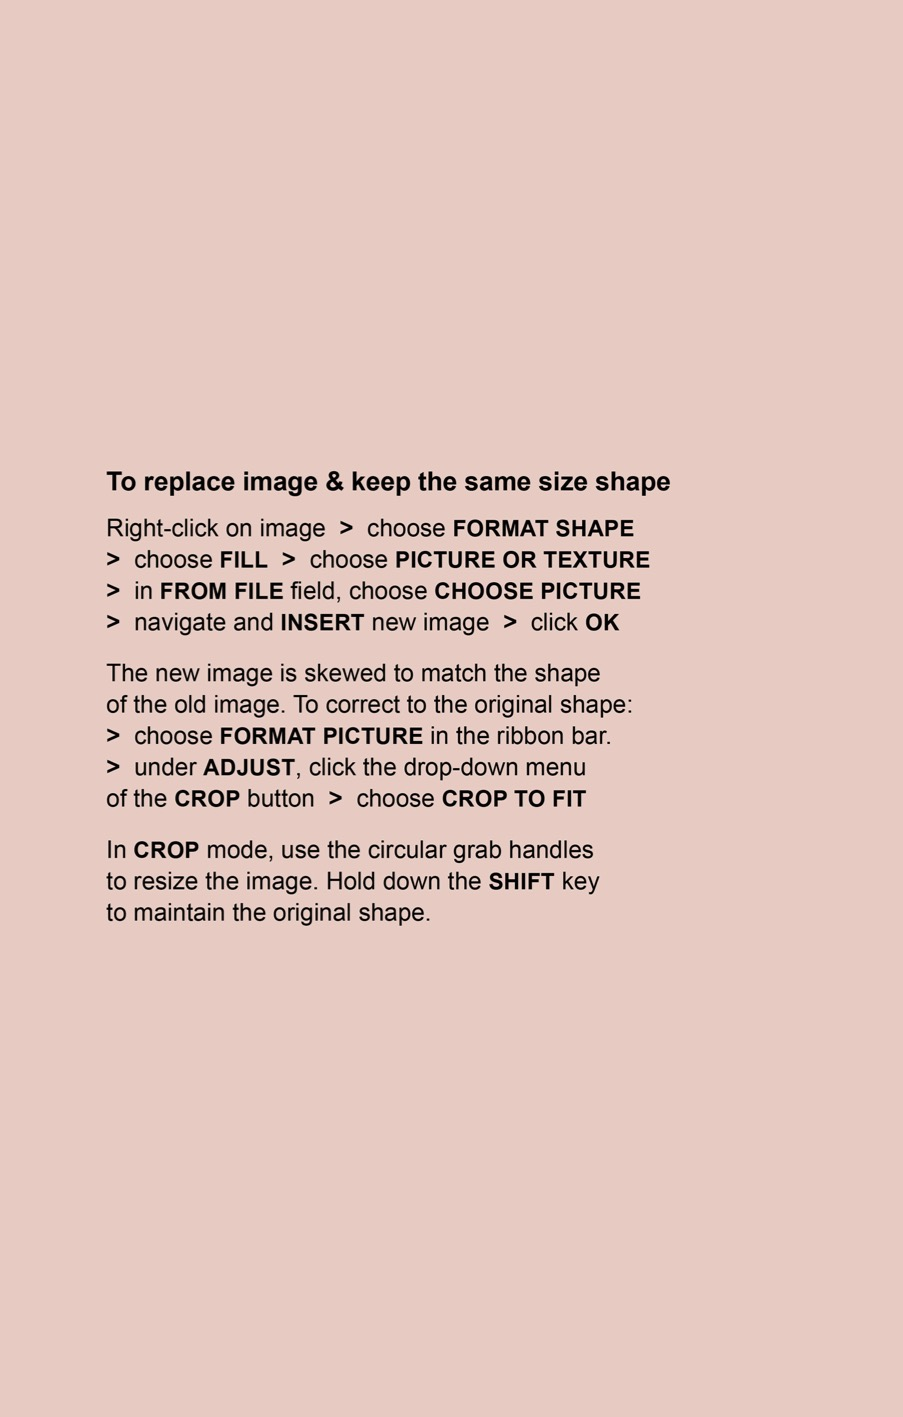 To replace image & keep the same size shape
Right-click on image > choose FORMAT SHAPE
> choose FILL > choose PICTURE OR TEXTURE
> in FROM FILE field, choose CHOOSE PICTURE
> navigate and INSERT new image > click OK
The new image is skewed to match the shape
of the old image. To correct to the original shape:
> choose FORMAT PICTURE in the ribbon bar.
> under ADJUST, click the drop-down menu
of the CROP button > choose CROP TO FIT
In CROP mode, use the circular grab handles
to resize the image. Hold down the SHIFT key
to maintain the original shape.